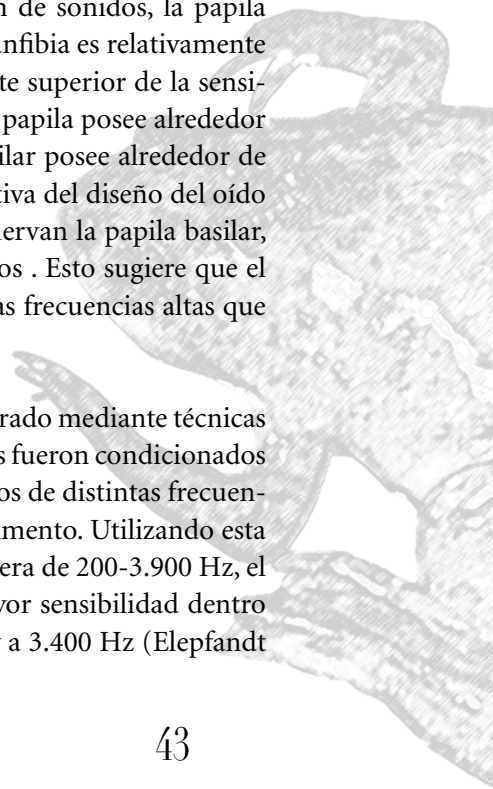 n de sonidos, la papila
nfibia es relativamente
te superior de la sensi-
papila posee alrededor
ilar posee alrededor de
tiva del diseño del oído
ervan la papila basilar,
os . Esto sugiere que el
as frecuencias altas que
rado mediante técnicas
s fueron condicionados
os de distintas frecuen-
imento. Utilizando esta
era de 200-3.900 Hz, el
yor sensibilidad dentro
y a 3.400 Hz (Elepfandt
43